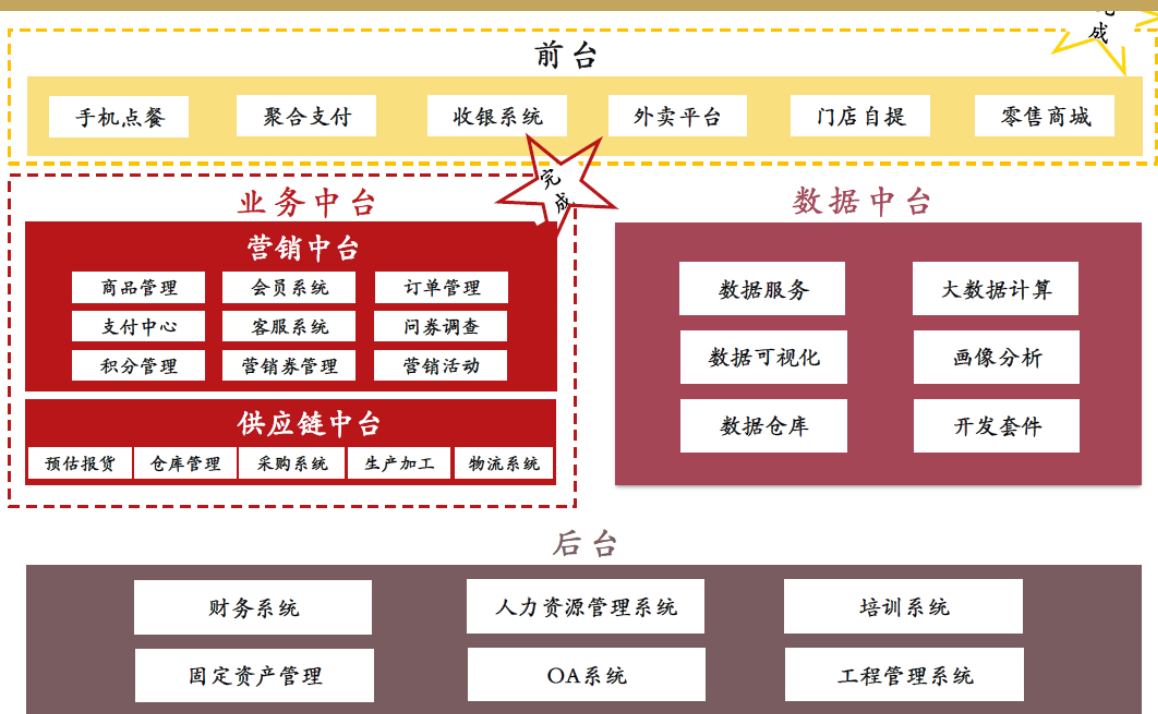 完成
前台
手机点餐 聚合支付 收银系统 外卖平台 门店自提 零售商城
完成
业务中台
营销中台
商品管理 会员系统 订单管理
支付中心 客服系统 问券调查
积分管理 营销券管理 营销活动
供应链中台
预估报货 仓库管理 采购系统 生产加工 物流系统
数据中台
数据服务 大数据计算
数据可视化 画像分析
数据仓库 开发套件
后台
财务系统 人力资源管理系统 培训系统
固定资产管理 OA系统 工程管理系统